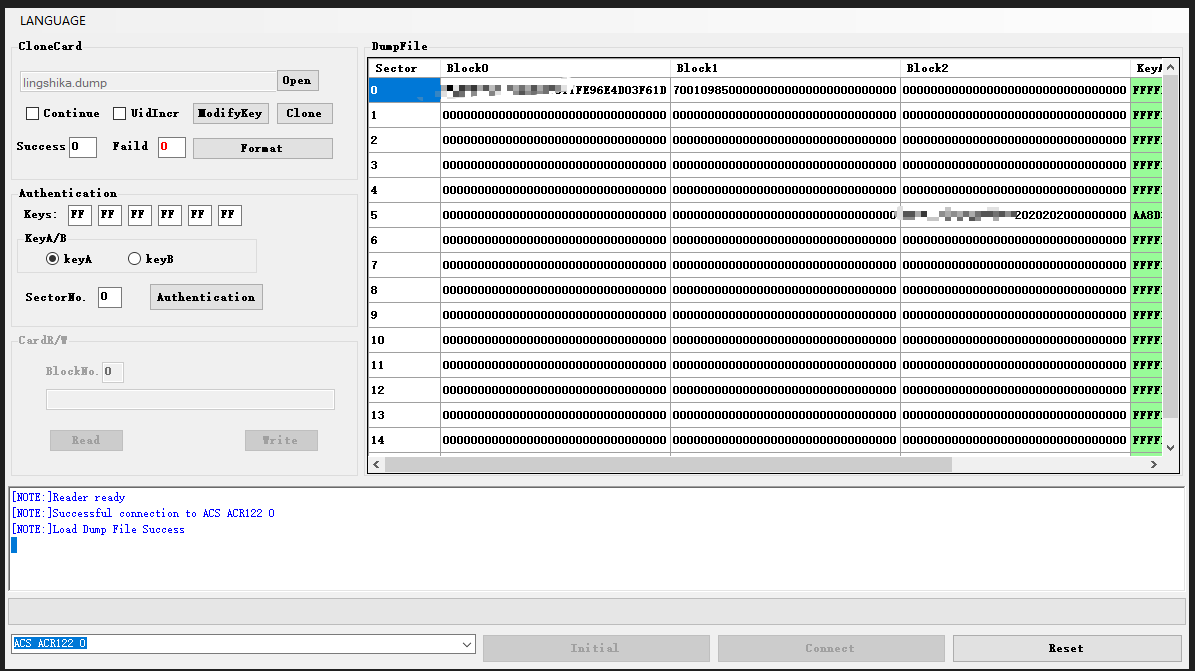 LANGUAGE
CloneCard
lingshika.dump
Open
Continue
UidIncr
ModifyKey
Clone
Success 0
Faild 0
Format
Authentication
Keys: FF FF FF FF FF FF
KeyA/B
keyA
keyB
SectorNo. 0
Authentication
CardR/W
BlockNo. 0
Read
Write
DumpFile
Sector Block0 Block1 Block2 KeyA
0 FE96E4D03F61D 70010985000000000000000000000000 00000000000000000000000000000000 FFFF
1 00000000000000000000000000000000 00000000000000000000000000000000 00000000000000000000000000000000 FFFF
2 00000000000000000000000000000000 00000000000000000000000000000000 00000000000000000000000000000000 FFFF
3 00000000000000000000000000000000 00000000000000000000000000000000 00000000000000000000000000000000 FFFF
4 00000000000000000000000000000000 00000000000000000000000000000000 00000000000000000000000000000000 FFFF
5 00000000000000000000000000000000 00000000000000000000000000000000 2020202000000000 AA8D
6 00000000000000000000000000000000 00000000000000000000000000000000 00000000000000000000000000000000 FFFF
7 00000000000000000000000000000000 00000000000000000000000000000000 00000000000000000000000000000000 FFFF
8 00000000000000000000000000000000 00000000000000000000000000000000 00000000000000000000000000000000 FFFF
9 00000000000000000000000000000000 00000000000000000000000000000000 00000000000000000000000000000000 FFFF
10 00000000000000000000000000000000 00000000000000000000000000000000 00000000000000000000000000000000 FFFF
11 00000000000000000000000000000000 00000000000000000000000000000000 00000000000000000000000000000000 FFFF
12 00000000000000000000000000000000 00000000000000000000000000000000 00000000000000000000000000000000 FFFF
13 00000000000000000000000000000000 00000000000000000000000000000000 00000000000000000000000000000000 FFFF
14 00000000000000000000000000000000 00000000000000000000000000000000 00000000000000000000000000000000 FFFF
[NOTE:]Reader ready
[NOTE:]Successful connection to ACS ACR122 0
[NOTE:]Load Dump File Success
ACS ACR122 0
Initial
Connect
Reset